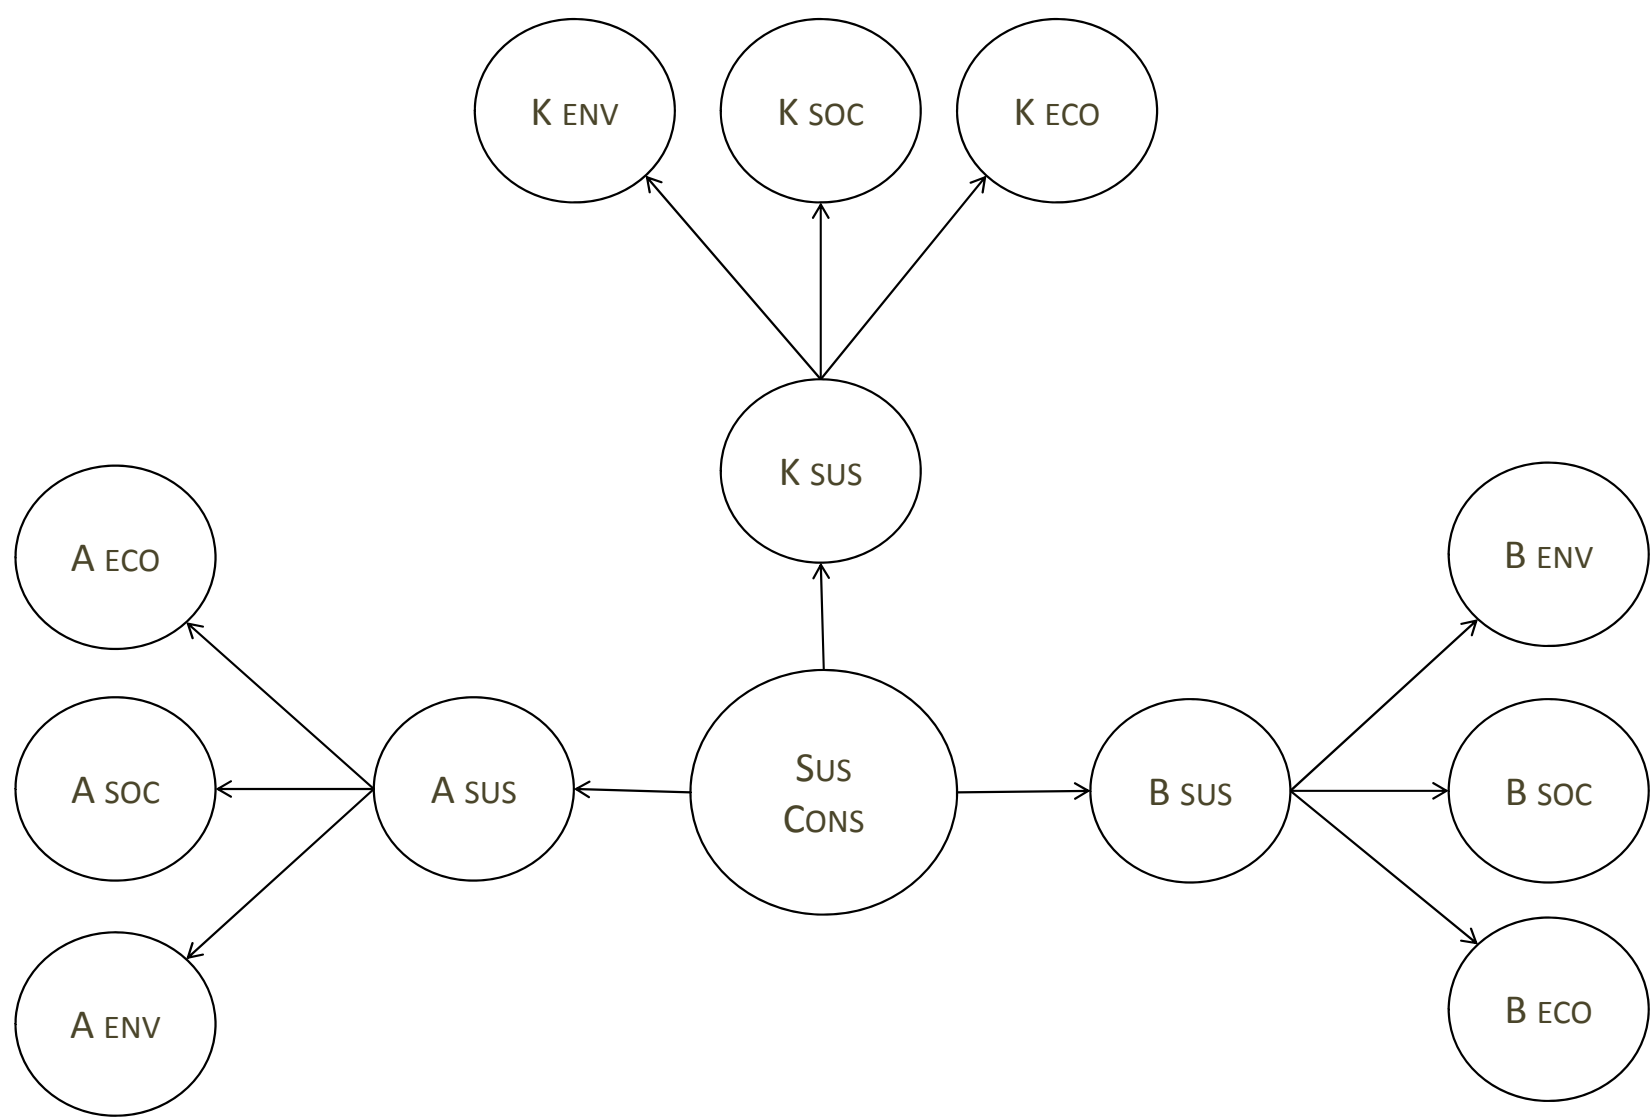 K ENV
K SOC
K ECO
K SUS
A ECO
B ENV
A SOC
A SUS
SUS
CONS
B SUS
B SOC
A ENV
B ECO